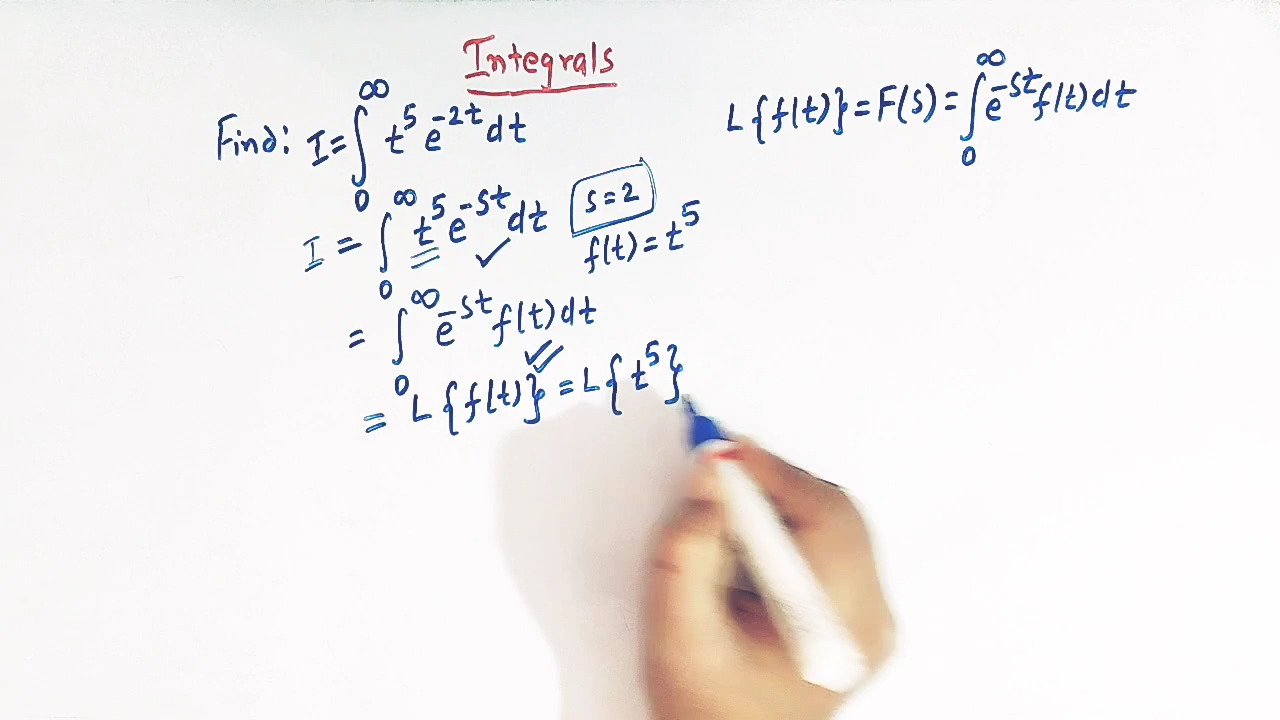 Integrals
Find: I = ∫₀^∞ t⁵ e^{-2t} dt
L{f(t)} = F(s) = ∫₀^∞ e^{-st} f(t) dt
I = ∫₀^∞ t⁵ e^{-st} dt
s = 2
f(t) = t⁵
= ∫₀^∞ e^{-st} f(t) dt
= L{f(t)} = L{t⁵}